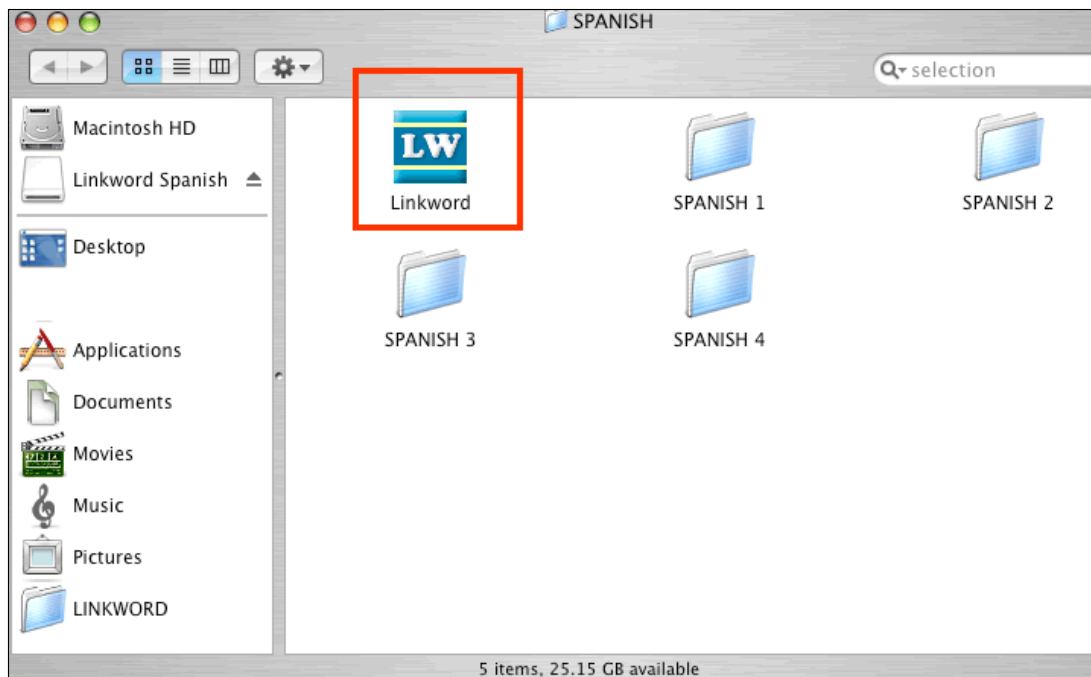 SPANISH
selection
Macintosh HD
Linkword Spanish
Desktop
Applications
Documents
Movies
Music
Pictures
LINKWORD
LW
Linkword
SPANISH 1
SPANISH 2
SPANISH 3
SPANISH 4
5 items, 25.15 GB available